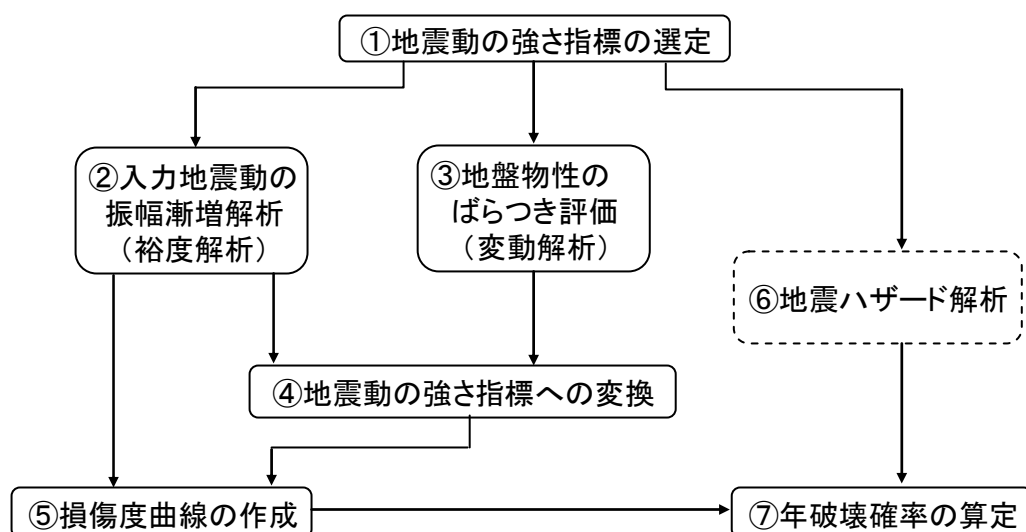 ①地震動の強さ指標の選定
②入力地震動の
振幅漸増解析
（裕度解析）
③地盤物性の
ばらつき評価
（変動解析）
⑥地震ハザード解析
④地震動の強さ指標への変換
⑤損傷度曲線の作成
⑦年破壊確率の算定